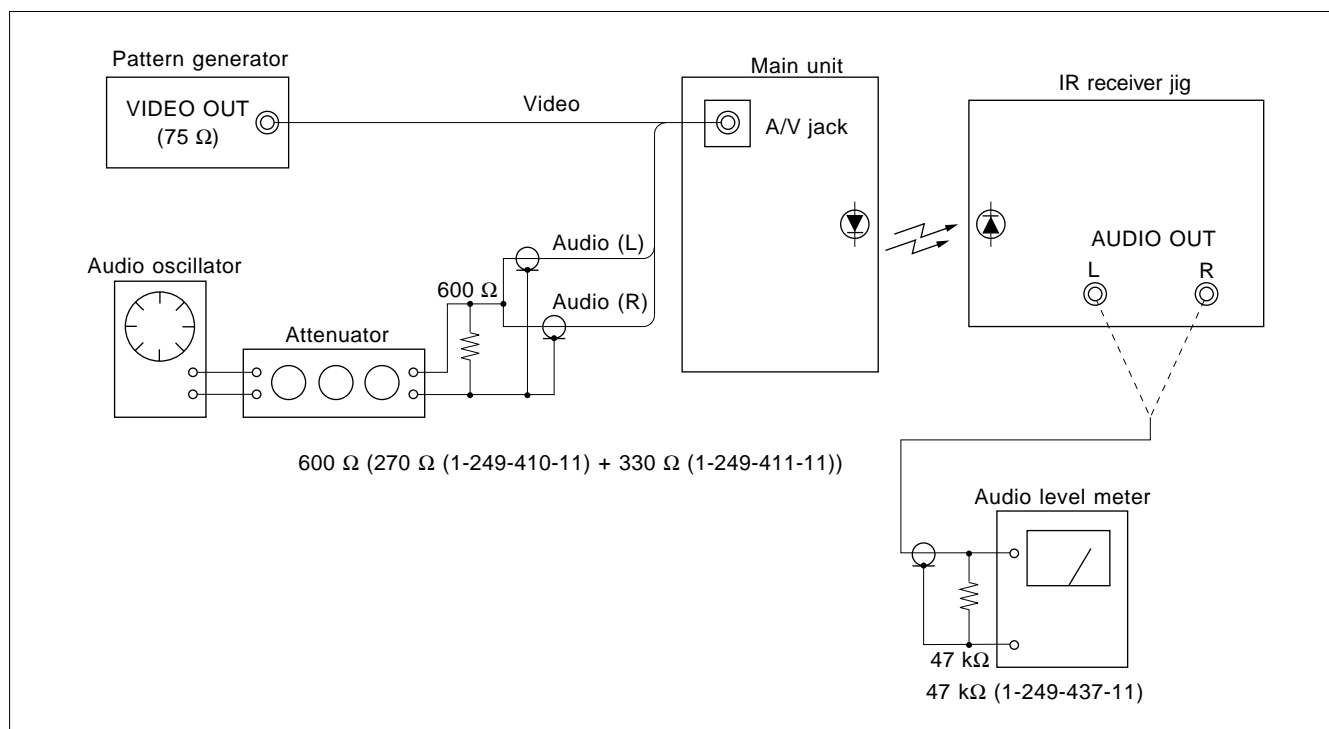 Pattern generator
VIDEO OUT
(75 Ω)
Video
Main unit
A/V jack
IR receiver jig
AUDIO OUT
L
R
Audio oscillator
Attenuator
600 Ω
Audio (L)
Audio (R)
600 Ω (270 Ω (1-249-410-11) + 330 Ω (1-249-411-11))
Audio level meter
47 kΩ
47 kΩ (1-249-437-11)